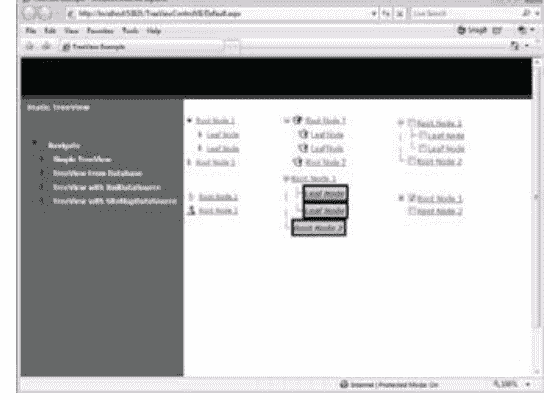 File Edit View Favorites Tools Help
TreeView Example
Static TreeView
Navigate
Simple TreeView
TreeView from Database
TreeView with XmlDataSource
TreeView with SiteMapDataSource
Root Node 1
Leaf Node
Leaf Node
Root Node 2
Root Node 1
Leaf Node
Leaf Node
Root Node 2
Root Node 1
Leaf Node
Leaf Node
Root Node 2
Root Node 1
Root Node 2
Root Node 1
Leaf Node
Leaf Node
Root Node 2
Root Node 1
Root Node 2
Internet | Protected Mode: On
100%